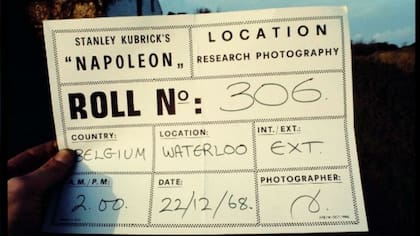 STANLEY KUBRICK'S
"NAPOLEON„
LOCATION
RESEARCH PHOTOGRAPHY
ROLL No: 306.
COUNTRY:
BELGIUM
LOCATION:
WATERLOO
INT./EXT.:
EXT.
A.M./P.M:
2.00.
DATE:
22/12/68.
PHOTOGRAPHER: